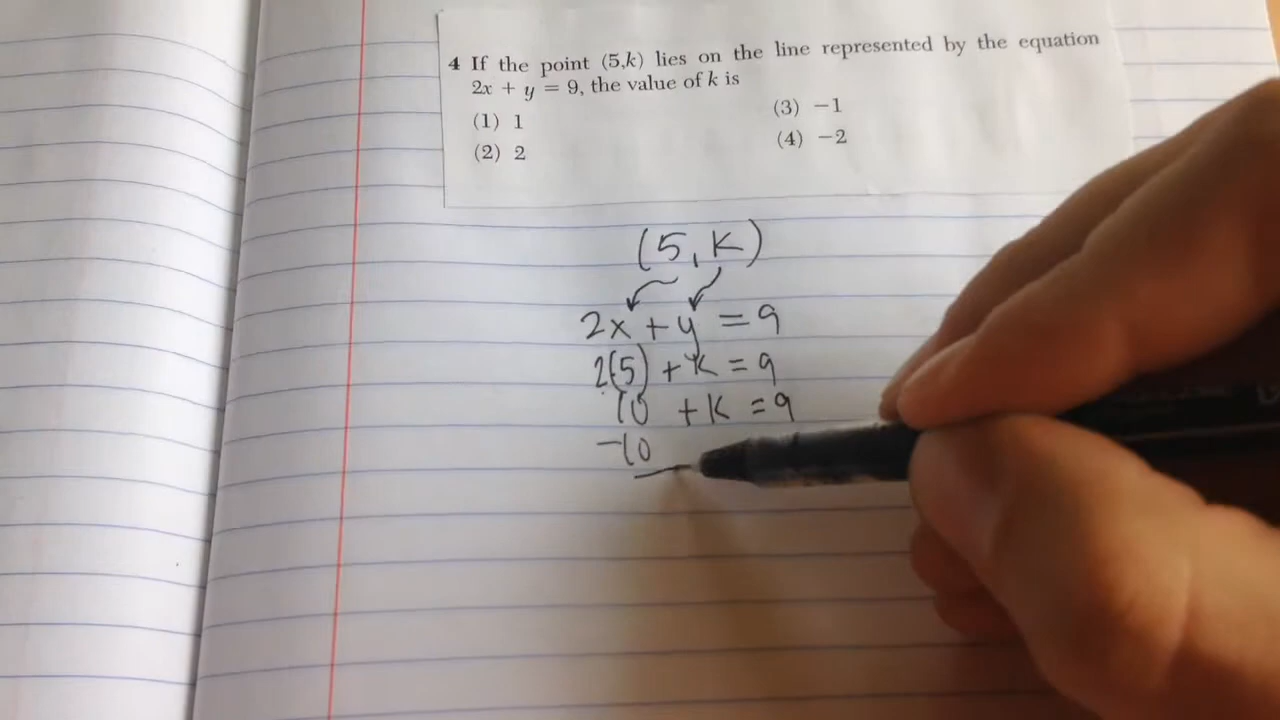 4 If the point (5,k) lies on the line represented by the equation
2x + y = 9, the value of k is
(1) 1
(3) −1
(2) 2
(4) −2
(5, K)
2x + y = 9
2(5) + K = 9
10 + K = 9
−10